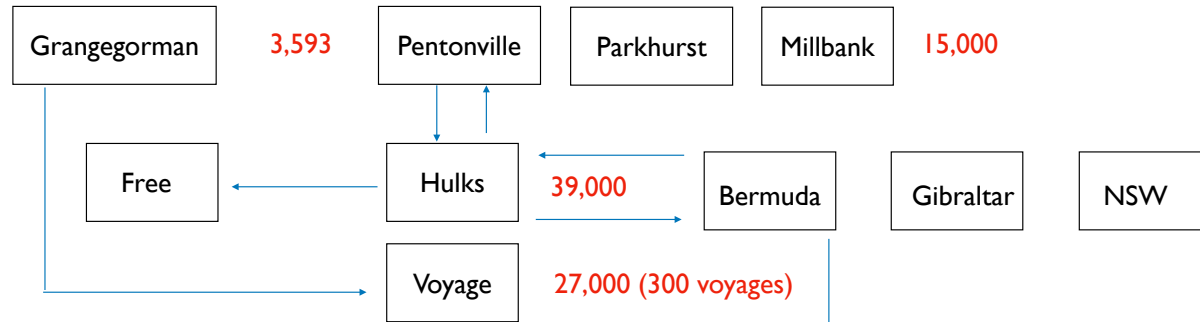 Grangegorman 3,593 Pentonville Parkhurst Millbank 15,000
Free Hulks 39,000 Bermuda Gibraltar NSW
Voyage 27,000 (300 voyages)